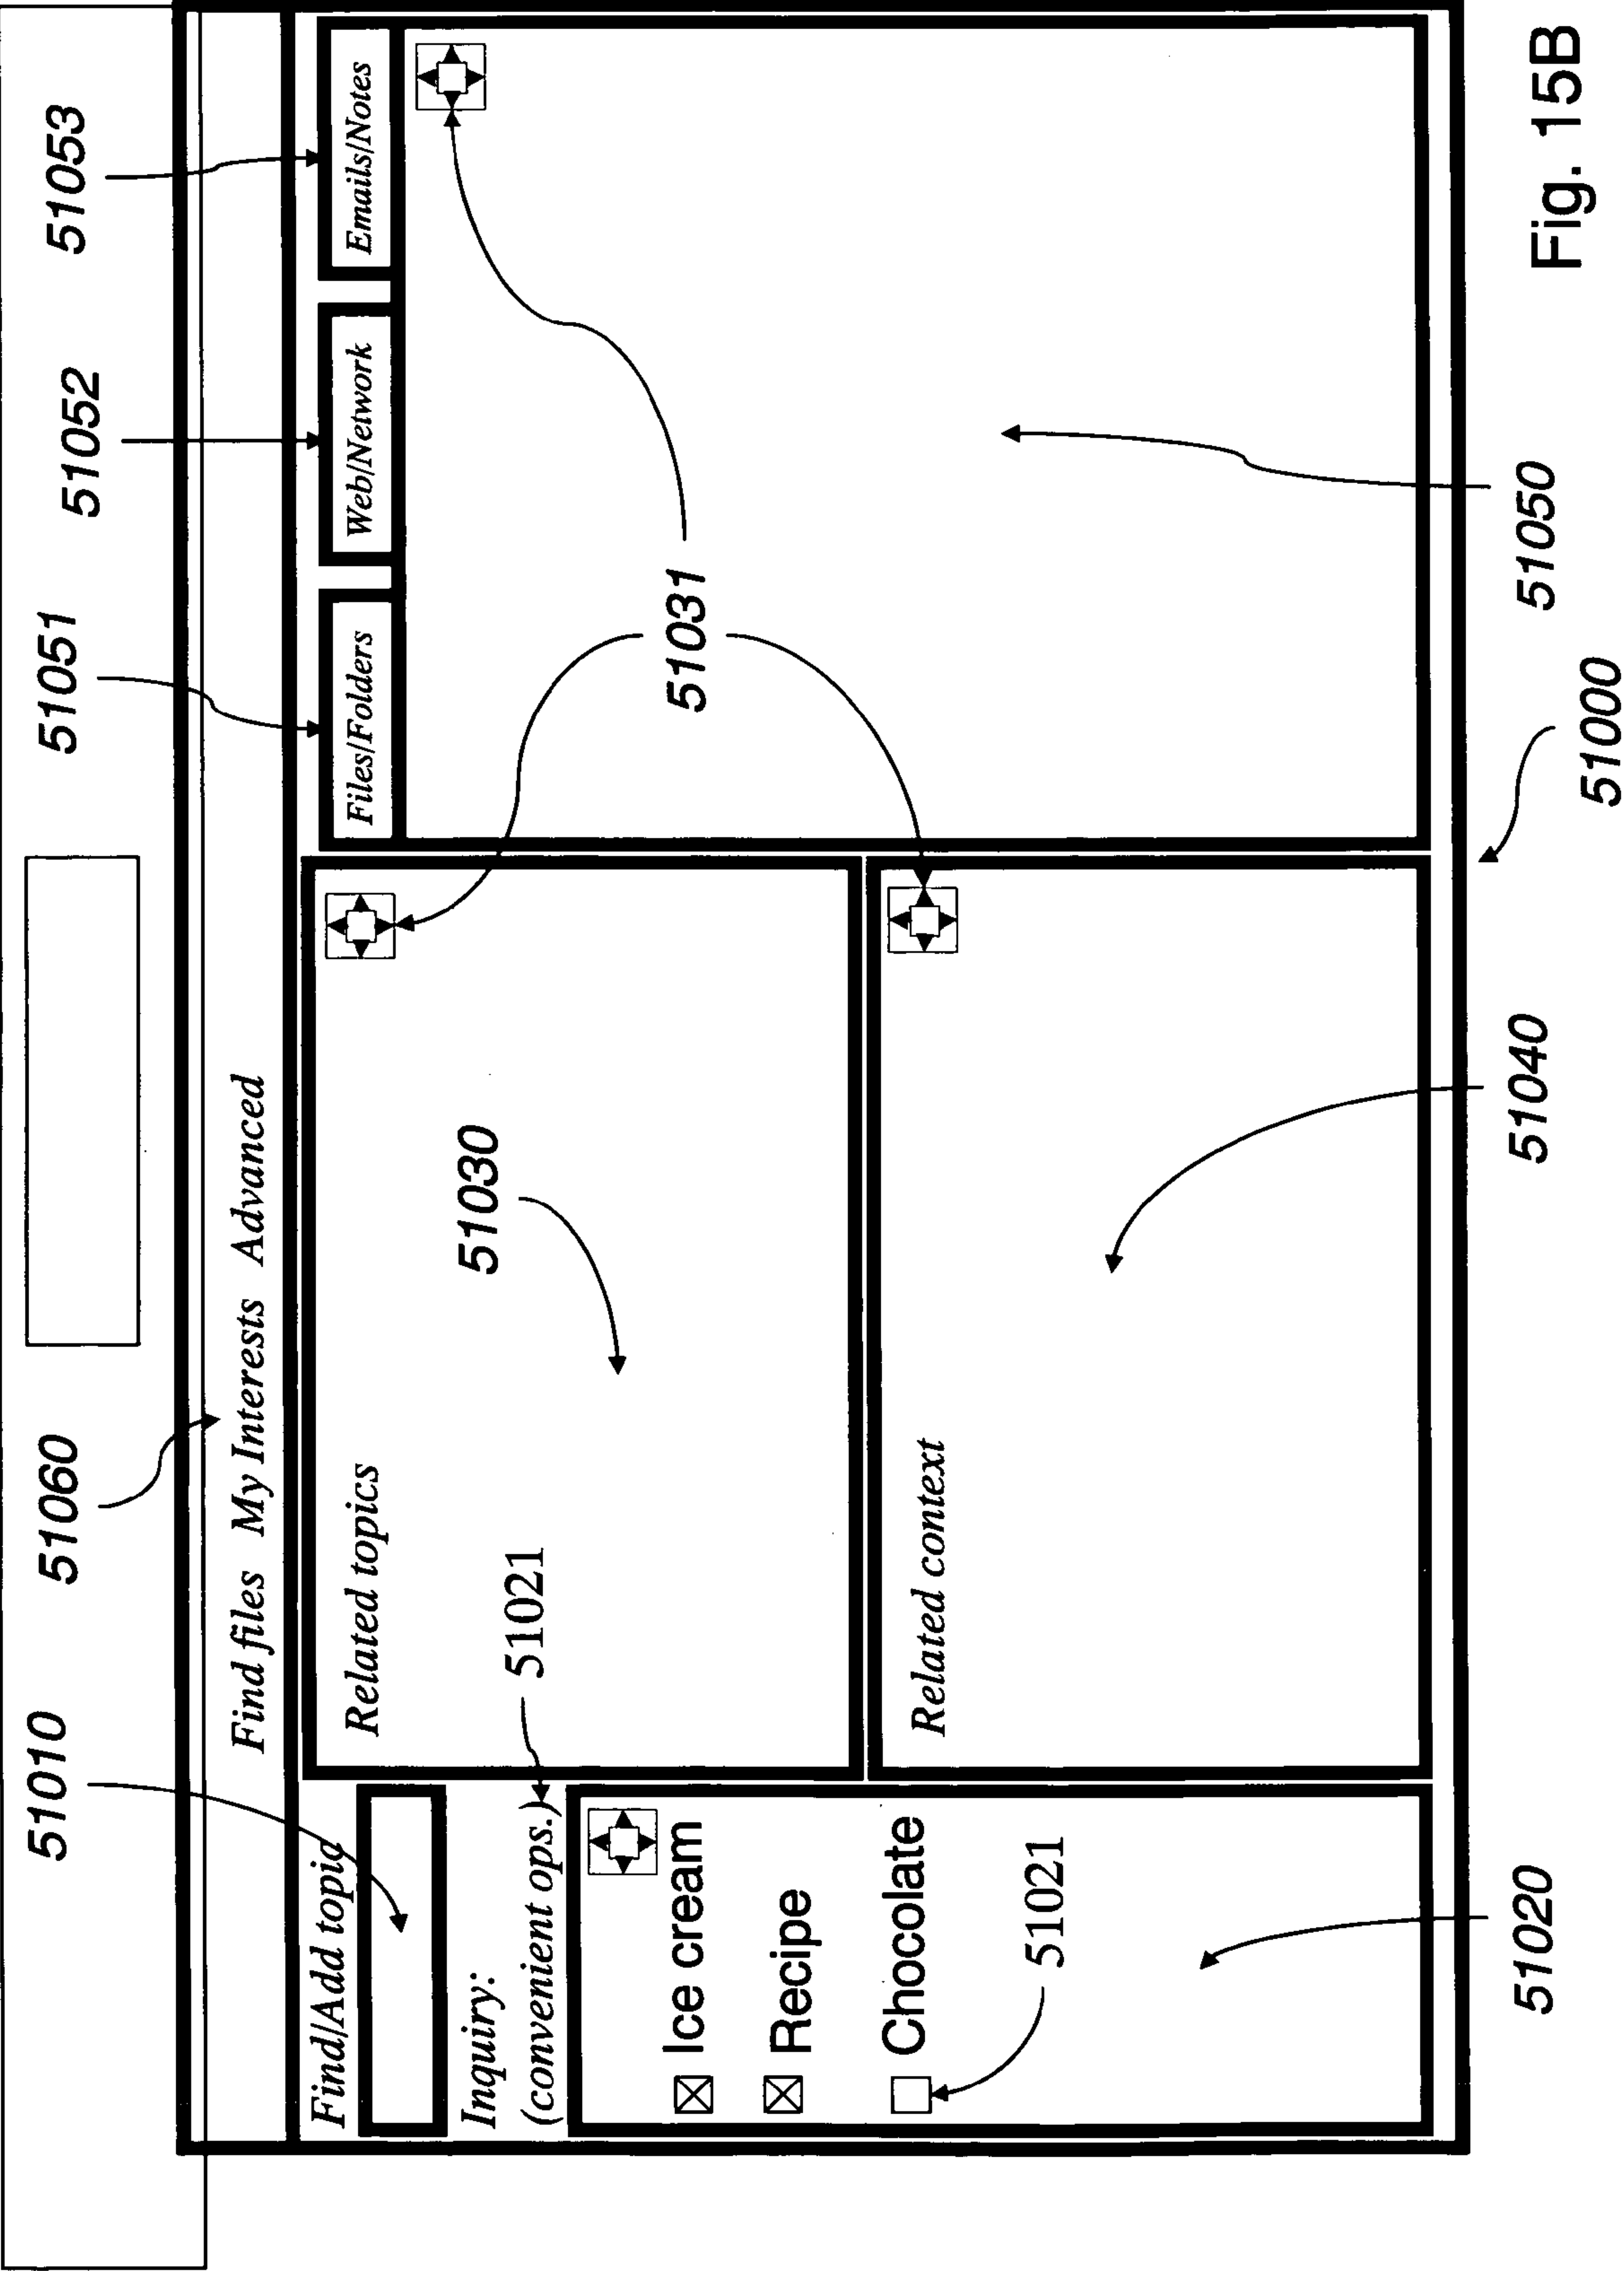 51010
51060
51051
51052
51053
Find files My Interests Advanced
Find/Add topic
Related topics
Files/Folders
Web/Network
Emails/Notes
Inquiry:
(convenient ops.)
51021
51030
51031
Ice cream
Recipe
Chocolate
Related context
51021
51020
51040
51050
51000
Fig. 15B